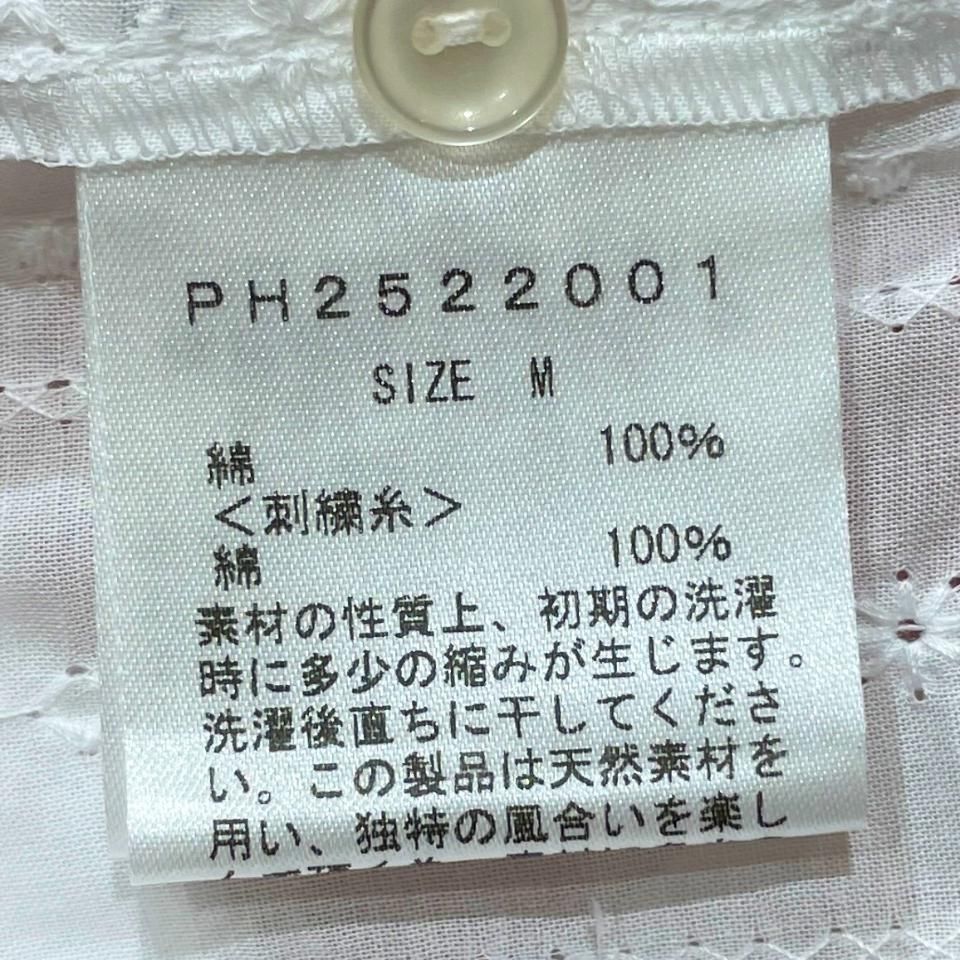 PH2522001
SIZE M
綿 100%
＜刺繍糸＞
綿 100%
素材の性質上、初期の洗濯
時に多少の縮みが生じます。
洗濯後直ちに干してくださ
い。この製品は天然素材を
用い、独特の風合いを楽し